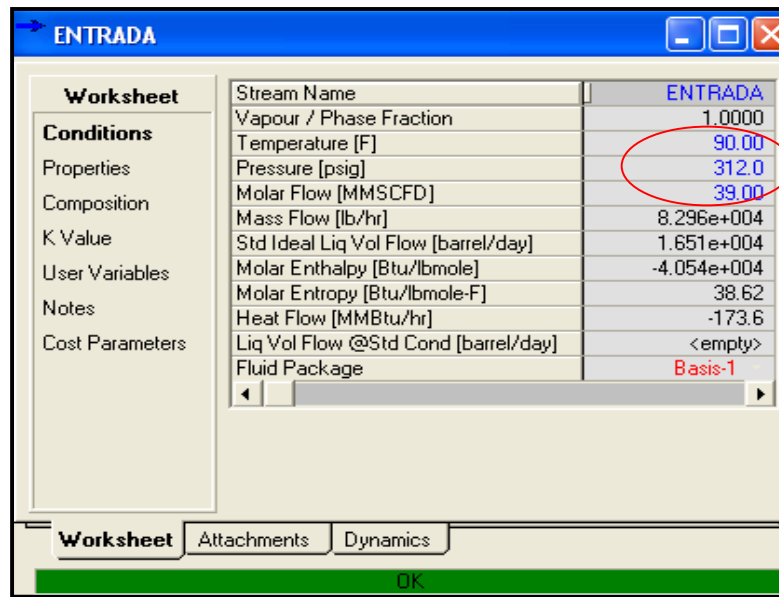 ENTRADA
Worksheet
Conditions
Properties
Composition
K Value
User Variables
Notes
Cost Parameters
Stream Name ENTRADA
Vapour / Phase Fraction 1.0000
Temperature [F] 90.00
Pressure [psig] 312.0
Molar Flow [MMSCFD] 39.00
Mass Flow [lb/hr] 8.296e+004
Std Ideal Liq Vol Flow [barrel/day] 1.651e+004
Molar Enthalpy [Btu/lbmole] -4.054e+004
Molar Entropy [Btu/lbmole-F] 38.62
Heat Flow [MMBtu/hr] -173.6
Liq Vol Flow @Std Cond [barrel/day] <empty>
Fluid Package Basis-1
Worksheet Attachments Dynamics
OK